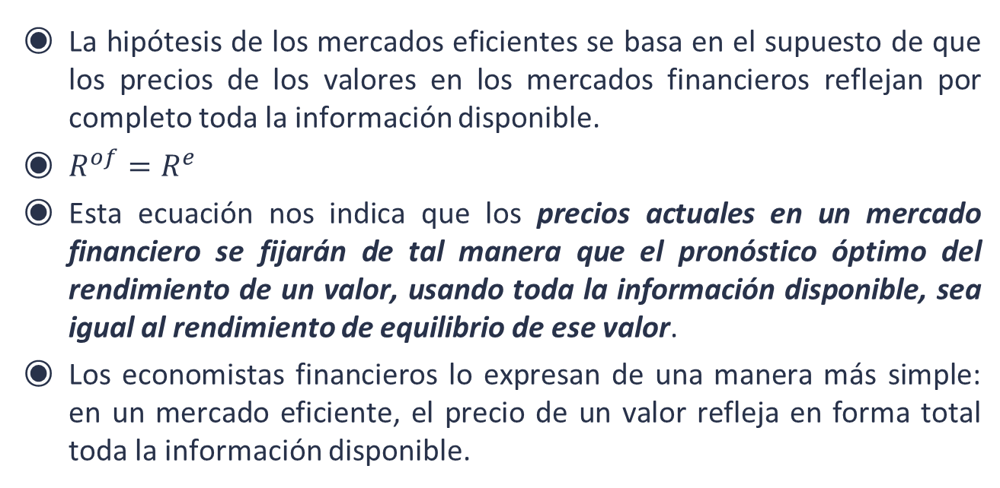 La hipótesis de los mercados eficientes se basa en el supuesto de que
los precios de los valores en los mercados financieros reflejan por
completo toda la información disponible.
R^{of} = R^{e}
Esta ecuación nos indica que los precios actuales en un mercado
financiero se fijarán de tal manera que el pronóstico óptimo del
rendimiento de un valor, usando toda la información disponible, sea
igual al rendimiento de equilibrio de ese valor.
Los economistas financieros lo expresan de una manera más simple:
en un mercado eficiente, el precio de un valor refleja en forma total
toda la información disponible.